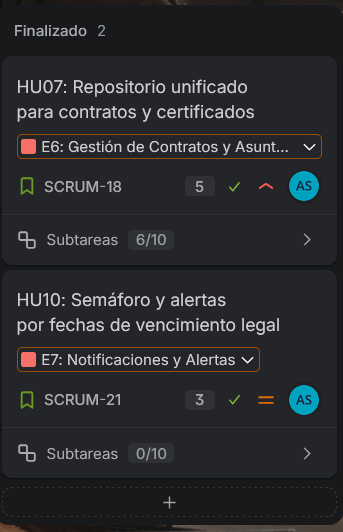 Finalizado 2
HU07: Repositorio unificado
para contratos y certificados
E6: Gestión de Contratos y Asunt...
SCRUM-18 5 AS
Subtareas 6/10
HU10: Semáforo y alertas
por fechas de vencimiento legal
E7: Notificaciones y Alertas
SCRUM-21 3 AS
Subtareas 0/10
+